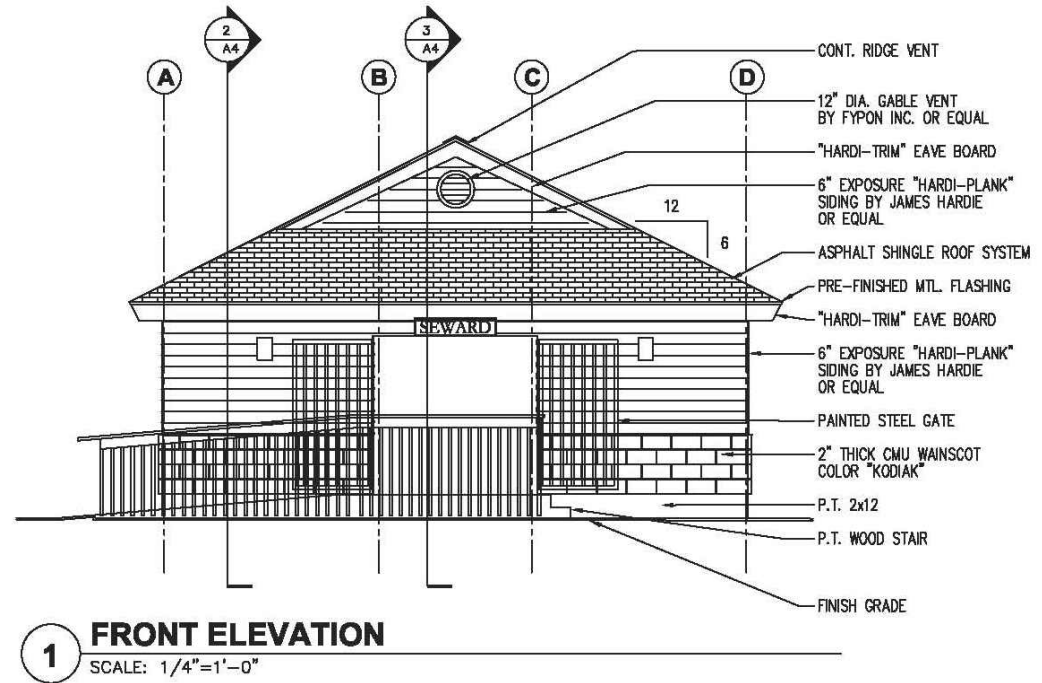 2
A4
3
A4
A
B
C
D
CONT. RIDGE VENT
12" DIA. GABLE VENT
BY FYPON INC. OR EQUAL
"HARDI-TRIM" EAVE BOARD
6" EXPOSURE "HARDI-PLANK"
SIDING BY JAMES HARDIE
OR EQUAL
12
6
ASPHALT SHINGLE ROOF SYSTEM
PRE-FINISHED MTL. FLASHING
"HARDI-TRIM" EAVE BOARD
SEWARD
6" EXPOSURE "HARDI-PLANK"
SIDING BY JAMES HARDIE
OR EQUAL
PAINTED STEEL GATE
2" THICK CMU WAINSCOT
COLOR "KODIAK"
P.T. 2x12
P.T. WOOD STAIR
FINISH GRADE
1
FRONT ELEVATION
SCALE: 1/4"=1'-0"